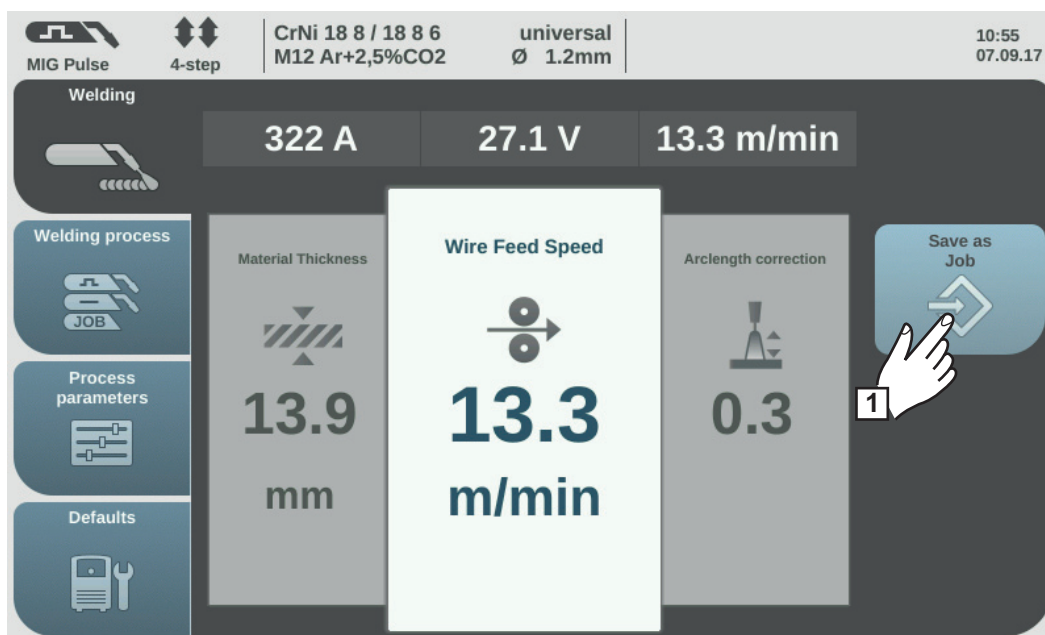 MIG Pulse
4-step
CrNi 18 8 / 18 8 6 universal
M12 Ar+2,5%CO2 Ø 1.2mm
10:55
07.09.17
Welding
322 A
27.1 V
13.3 m/min
Welding process
JOB
Process
parameters
Defaults
Material Thickness
13.9
mm
Wire Feed Speed
13.3
m/min
Arclength correction
0.3
Save as
Job
1